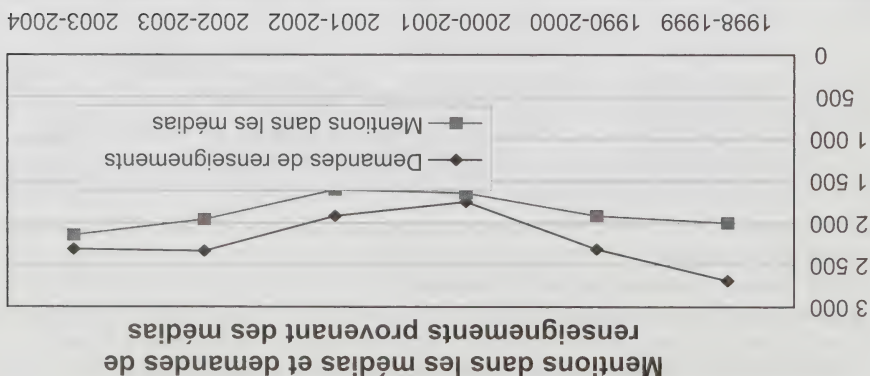 Mentions dans les médias et demandes de
renseignements provenant des médias
3 000
2 500
2 000
1 500
1 000
500
0
Demandes de renseignements
Mentions dans les médias
1998-1999 1990-2000 2000-2001 2001-2002 2002-2003 2003-2004